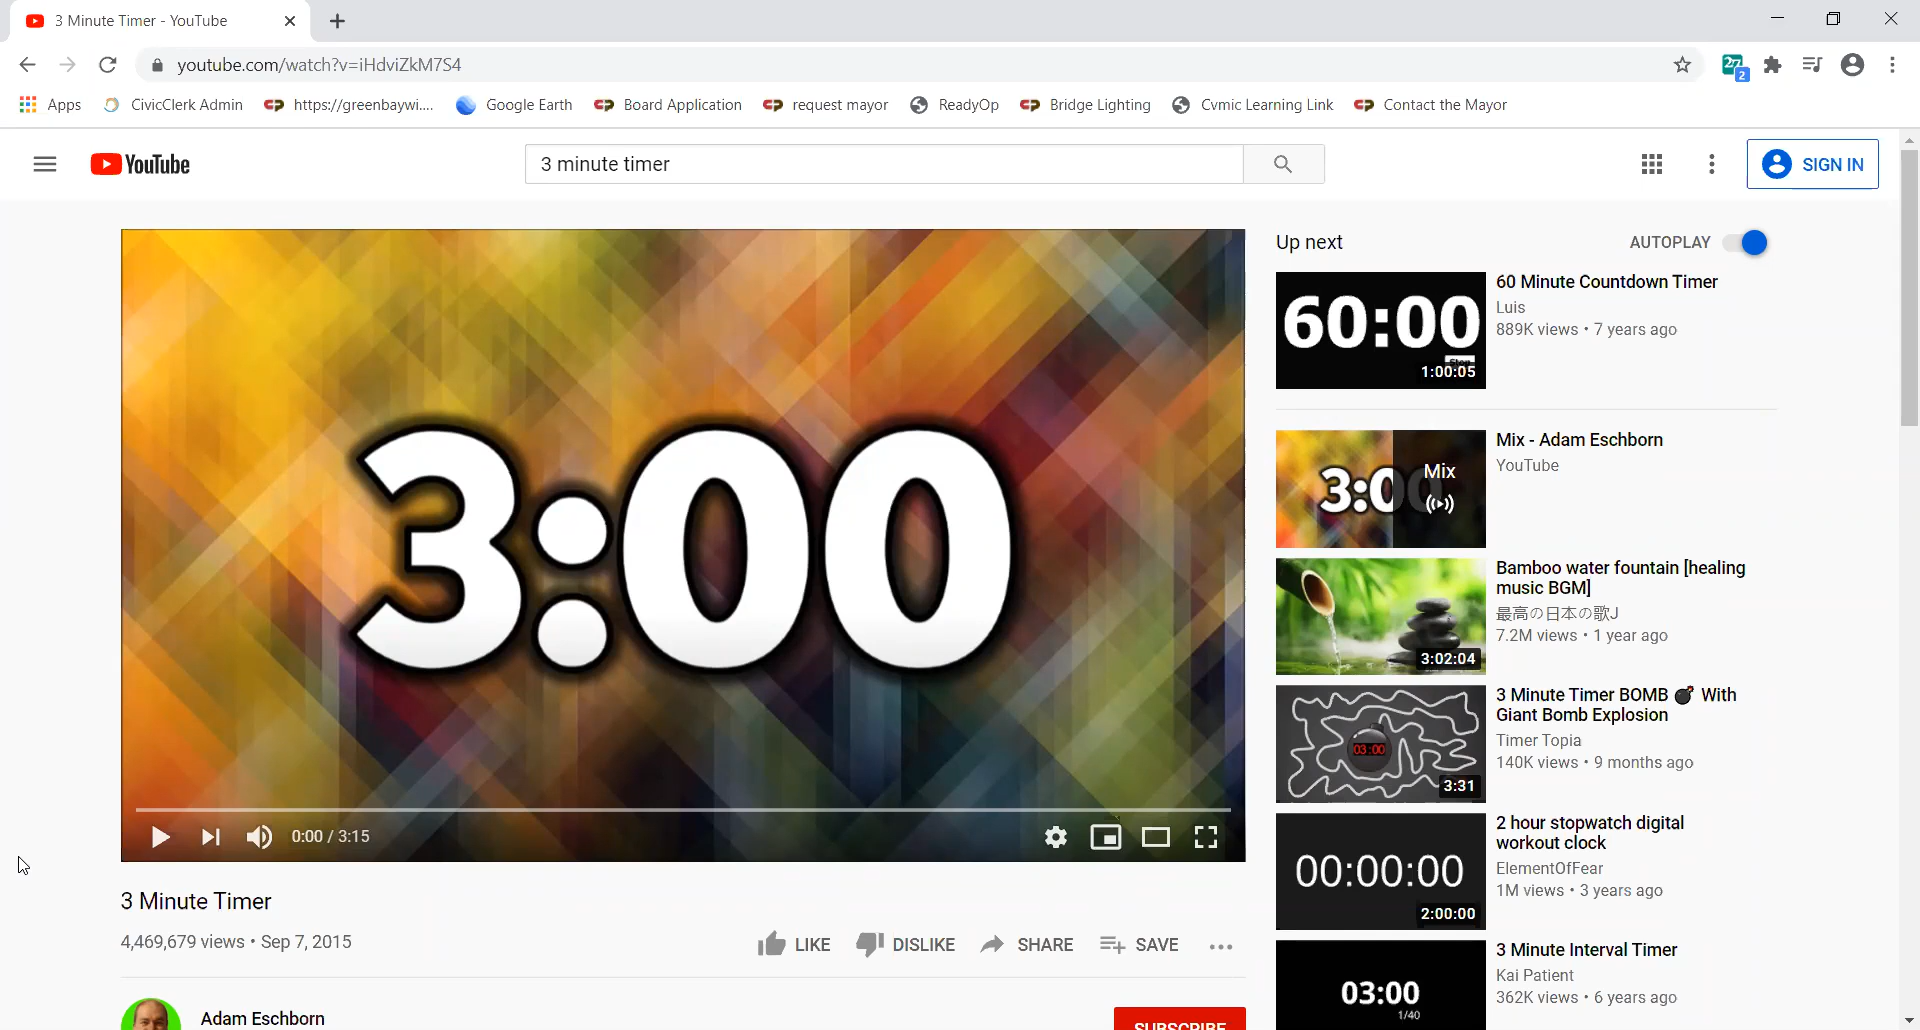 3 Minute Timer - YouTube
youtube.com/watch?v=iHdviZkM7S4
27
2
Apps
CivicClerk Admin
https://greenbaywi....
Google Earth
Board Application
request mayor
ReadyOp
Bridge Lighting
Cvmic Learning Link
Contact the Mayor
YouTube
3 minute timer
SIGN IN
3:00
0:00 / 3:15
3 Minute Timer
4,469,679 views • Sep 7, 2015
LIKE
DISLIKE
SHARE
SAVE
Adam Eschborn
SUBSCRIBE
Up next
AUTOPLAY
60:00
Stop
1:00:05
60 Minute Countdown Timer
Luis
889K views • 7 years ago
3:00
Mix
Mix - Adam Eschborn
YouTube
3:02:04
Bamboo water fountain [healing
music BGM]
最高の日本の歌J
7.2M views • 1 year ago
03:00
3:31
3 Minute Timer BOMB 💣 With
Giant Bomb Explosion
Timer Topia
140K views • 9 months ago
00:00:00
2:00:00
2 hour stopwatch digital
workout clock
ElementOfFear
1M views • 3 years ago
03:00
1/40
3 Minute Interval Timer
Kai Patient
362K views • 6 years ago